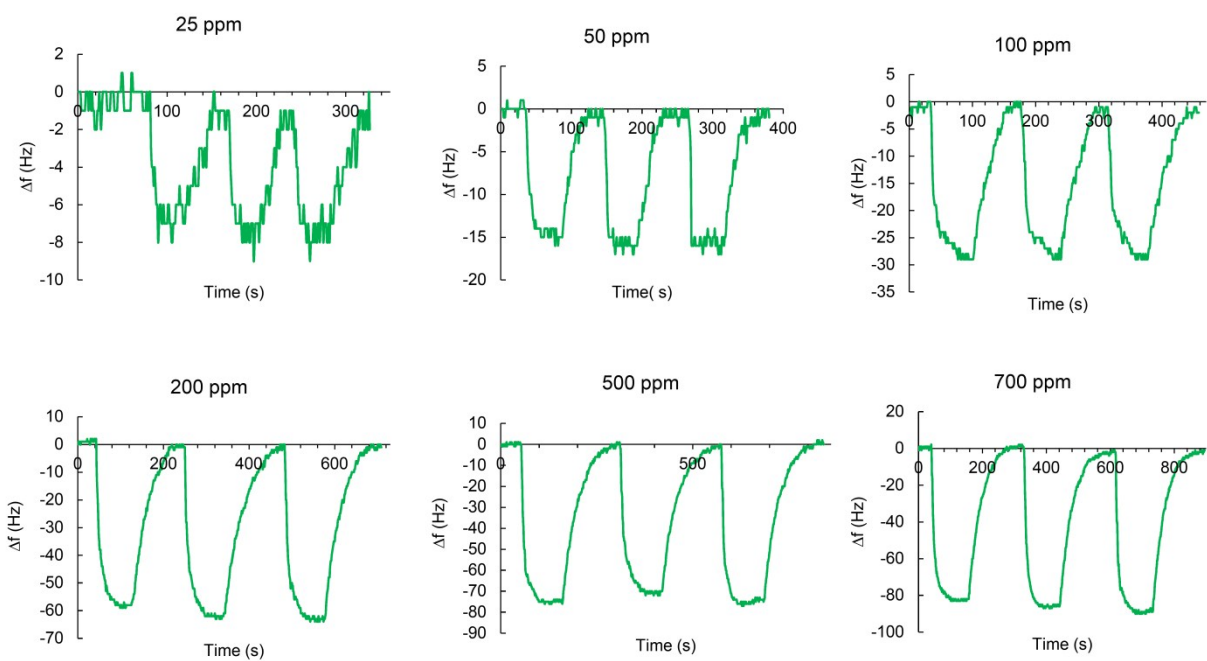 25 ppm
2
0
-2
-4
-6
-8
-10
0 100 200 300
Δf (Hz)
Time (s)
50 ppm
5
0
-5
-10
-15
-20
0 100 200 300 400
Δf (Hz)
Time( s)
100 ppm
5
0
-5
-10
-15
-20
-25
-30
-35
0 100 200 300 400
Δf (Hz)
Time (s)
200 ppm
10
0
-10
-20
-30
-40
-50
-60
-70
0 200 400 600
Δf (Hz)
Time (s)
500 ppm
10
0
-10
-20
-30
-40
-50
-60
-70
-80
-90
0 500
Δf (Hz)
Time (s)
700 ppm
20
0
-20
-40
-60
-80
-100
0 200 400 600 800
Δf (Hz)
Time (s)